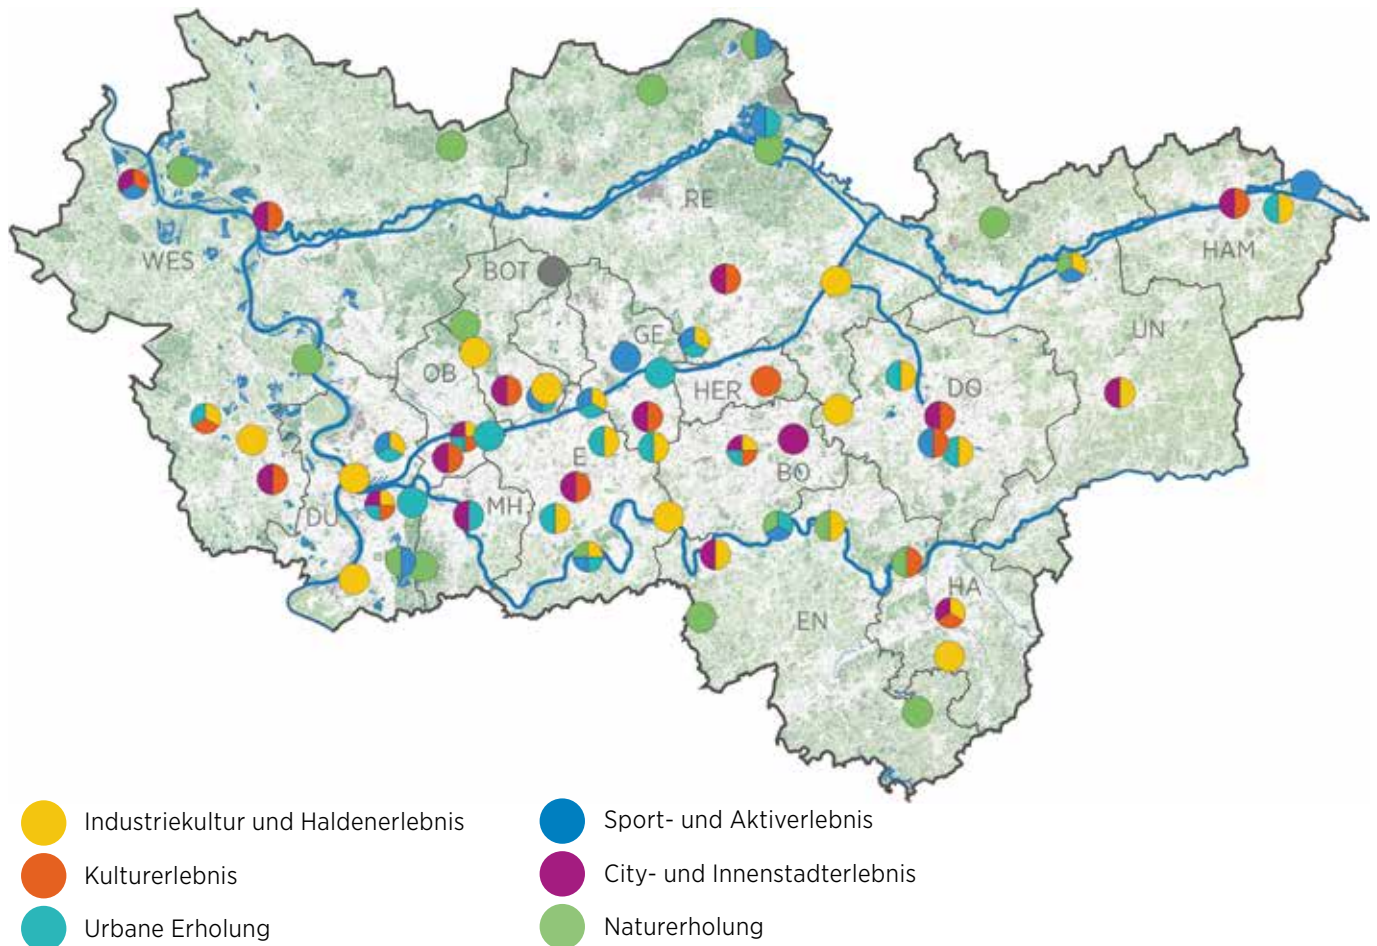 RE
WES
HAM
BOT
UN
GE
OB
HER
DO
E
BO
MH
DU
HA
EN
Industriekultur und Haldenerlebnis
Kulturerlebnis
Urbane Erholung
Sport- und Aktiverlebnis
City- und Innenstadterlebnis
Naturerholung